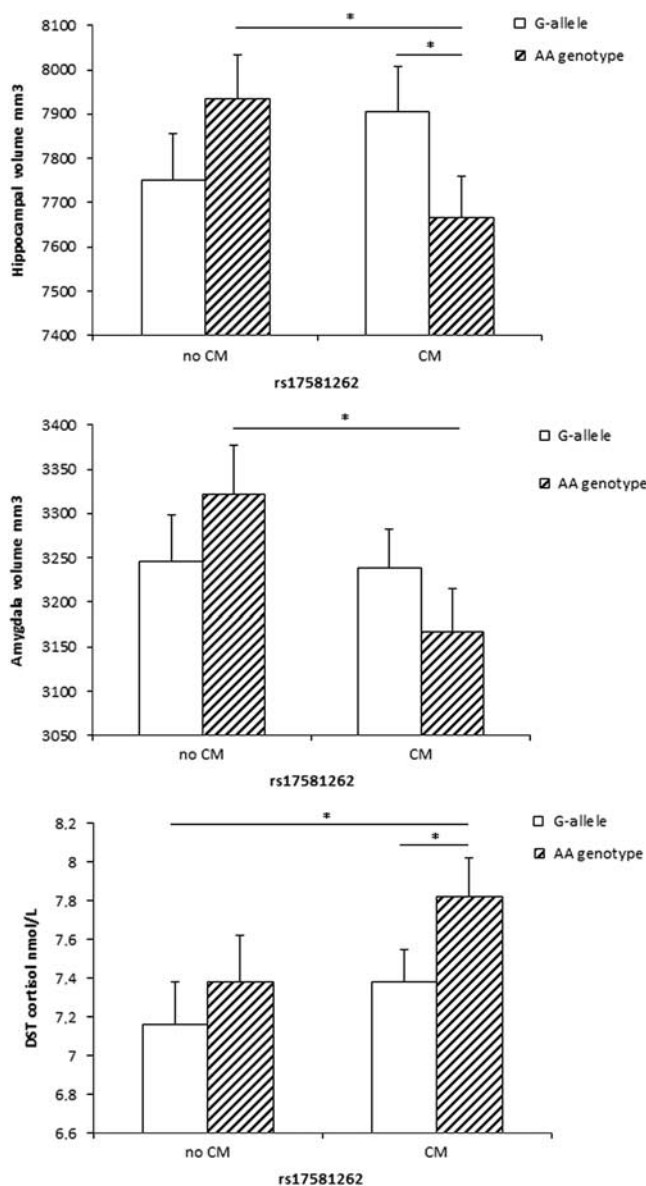 8100
8000
7900
7800
7700
7600
7500
7400
Hippocampal volume mm3
*
*
G-allele
AA genotype
no CM
CM
rs17581262
3400
3350
3300
3250
3200
3150
3100
3050
Amygdala volume mm3
*
G-allele
AA genotype
no CM
CM
rs17581262
8,2
8
7,8
7,6
7,4
7,2
7
6,8
6,6
DST cortisol nmol/L
*
*
G-allele
AA genotype
no CM
CM
rs17581262